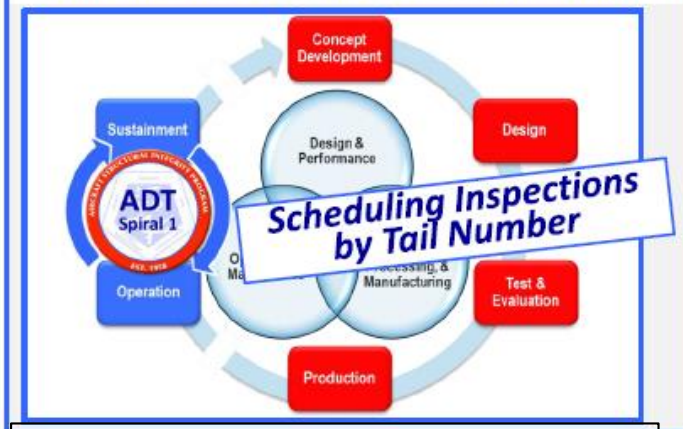 Concept
Development
Sustainment
Design &
Performance
Design
AIRCRAFT STRUCTURAL INTEGRITY PROGRAM
ADT
Spiral 1
EST. 1958
Scheduling Inspections
by Tail Number
Processing, &
Manufacturing
Operation
Test &
Evaluation
Production